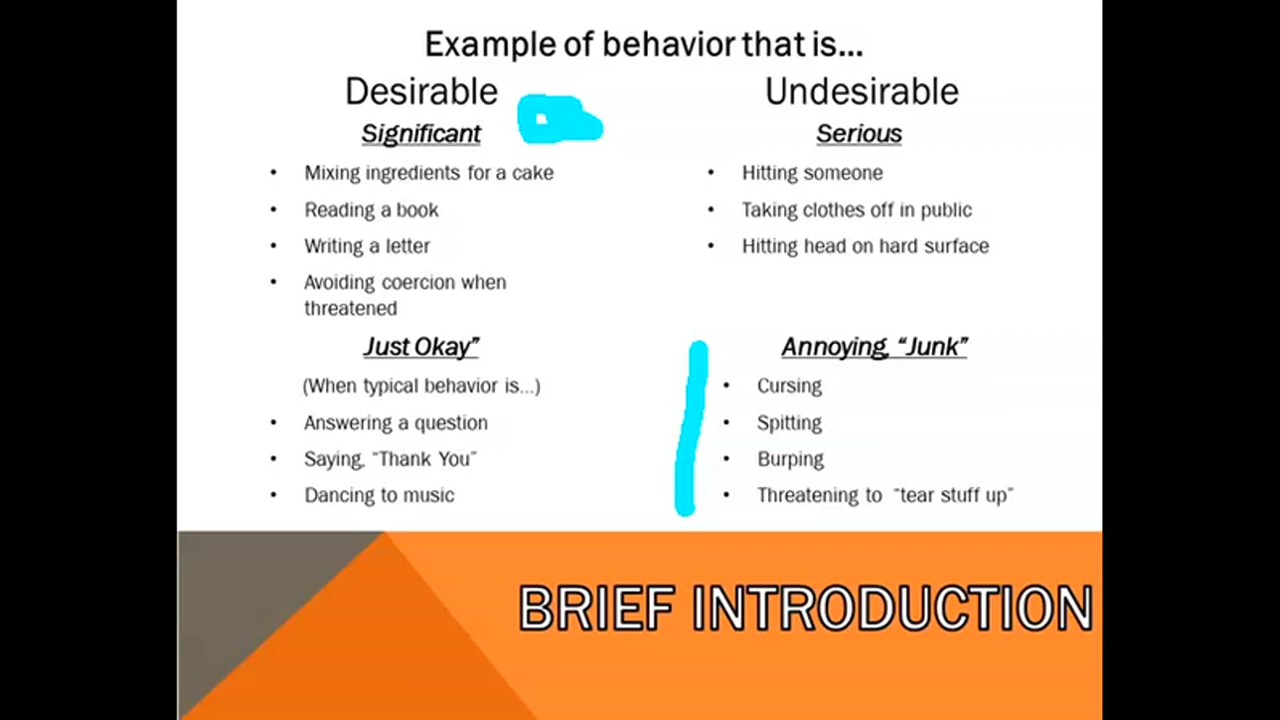 Example of behavior that is...
Desirable
Significant
• Mixing ingredients for a cake
• Reading a book
• Writing a letter
• Avoiding coercion when
threatened
Just Okay”
(When typical behavior is...)
• Answering a question
• Saying, “Thank You”
• Dancing to music
Undesirable
Serious
• Hitting someone
• Taking clothes off in public
• Hitting head on hard surface
Annoying, “Junk”
• Cursing
• Spitting
• Burping
• Threatening to “tear stuff up”
BRIEF INTRODUCTION